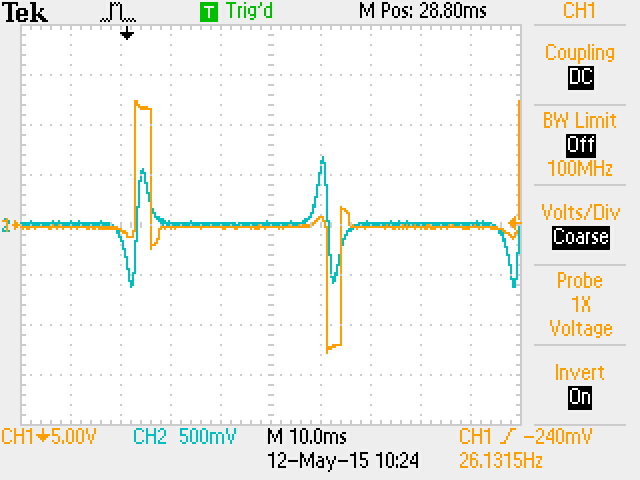 Tek T Trig'd M Pos: 28.80ms CH1
Coupling
DC
BW Limit
Off
100MHz
Volts/Div
Coarse
Probe
1X
Voltage
Invert
On
CH1 5.00V CH2 500mV M 10.0ms CH1 -240mV
12-May-15 10:24 26.1315Hz